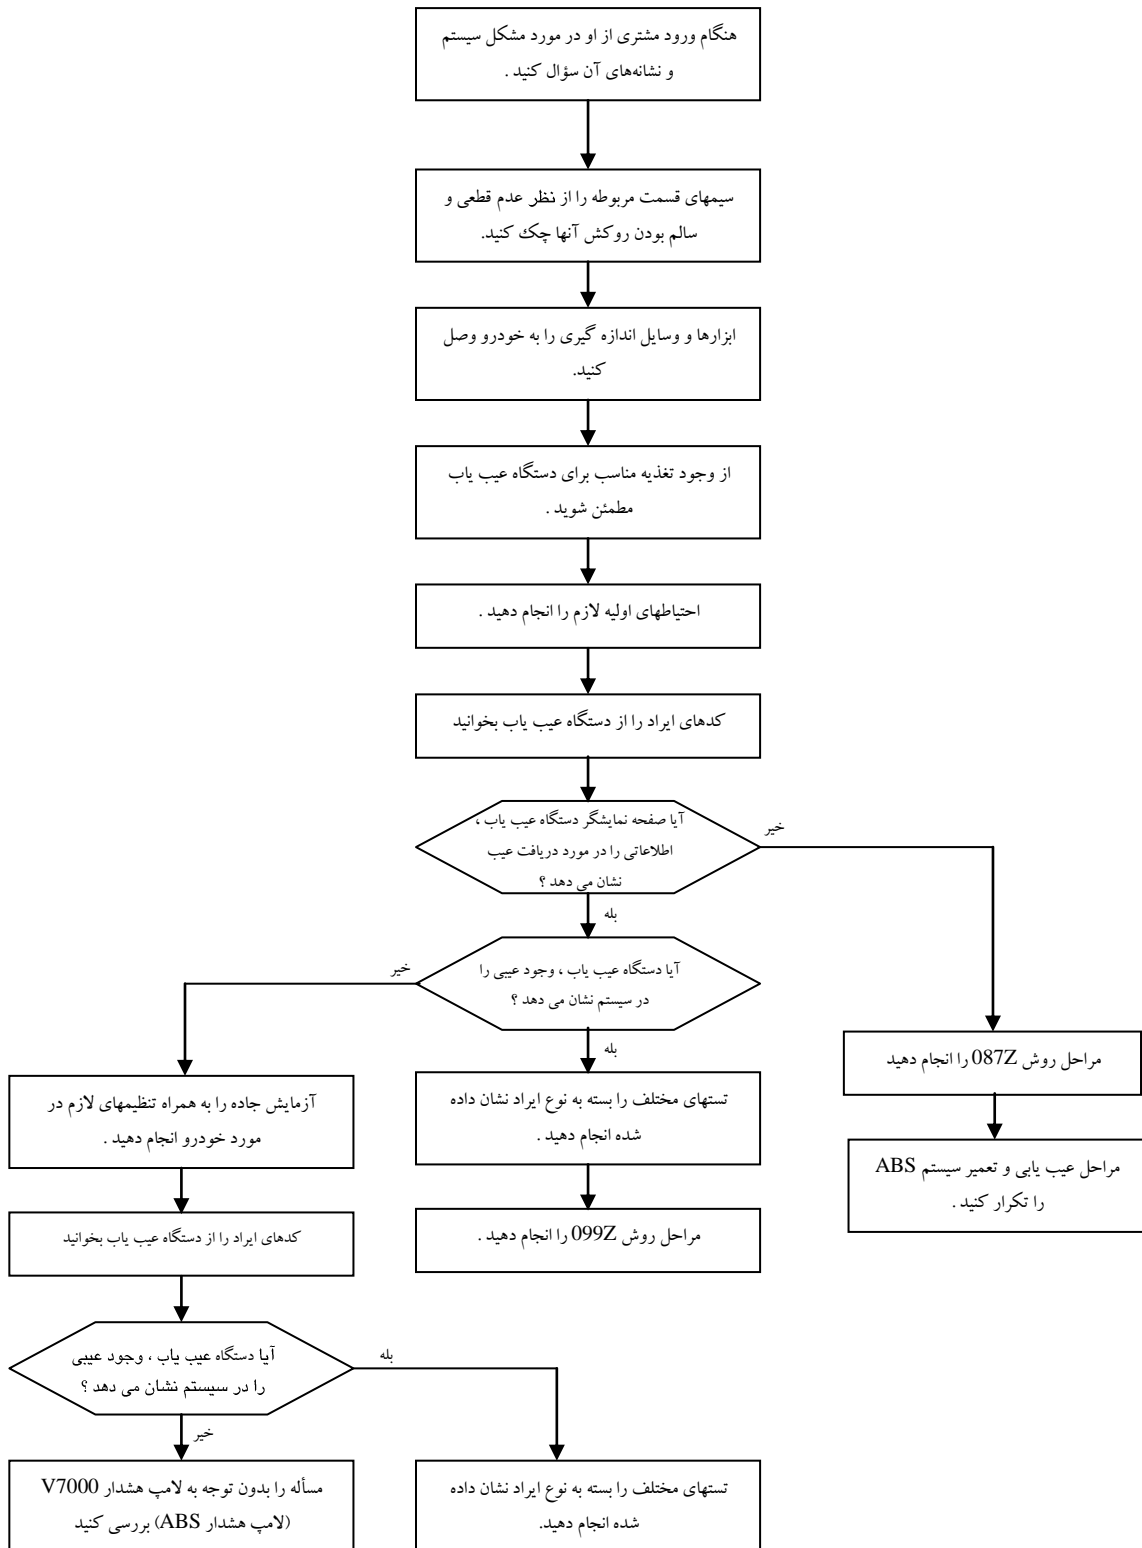 هنگام ورود مشتری از او در مورد مشکل سیستم
و نشانه‌های آن سؤال کنید .
سیمهای قسمت مربوطه را از نظر عدم قطعی و
سالم بودن روکش آنها چک کنید.
ابزارها و وسایل اندازه گیری را به خودرو وصل
کنید.
از وجود تغذیه مناسب برای دستگاه عیب یاب
مطمئن شوید .
احتیاطهای اولیه لازم را انجام دهید .
کدهای ایراد را از دستگاه عیب یاب بخوانید
آیا صفحه نمایشگر دستگاه عیب یاب ،
اطلاعاتی را در مورد دریافت عیب
نشان می دهد ؟
خیر
بله
آیا دستگاه عیب یاب ، وجود عیبی را
در سیستم نشان می دهد ؟
خیر
بله
مراحل روش 087Z را انجام دهید
مراحل عیب یابی و تعمیر سیستم ABS
را تکرار کنید .
تستهای مختلف را بسته به نوع ایراد نشان داده
شده انجام دهید .
مراحل روش 099Z را انجام دهید .
آزمایش جاده را به همراه تنظیمهای لازم در
مورد خودرو انجام دهید .
کدهای ایراد را از دستگاه عیب یاب بخوانید
آیا دستگاه عیب یاب ، وجود عیبی
را در سیستم نشان می دهد ؟
بله
خیر
تستهای مختلف را بسته به نوع ایراد نشان داده
شده انجام دهید.
مسأله را بدون توجه به لامپ هشدار V7000
(لامپ هشدار ABS) بررسی کنید